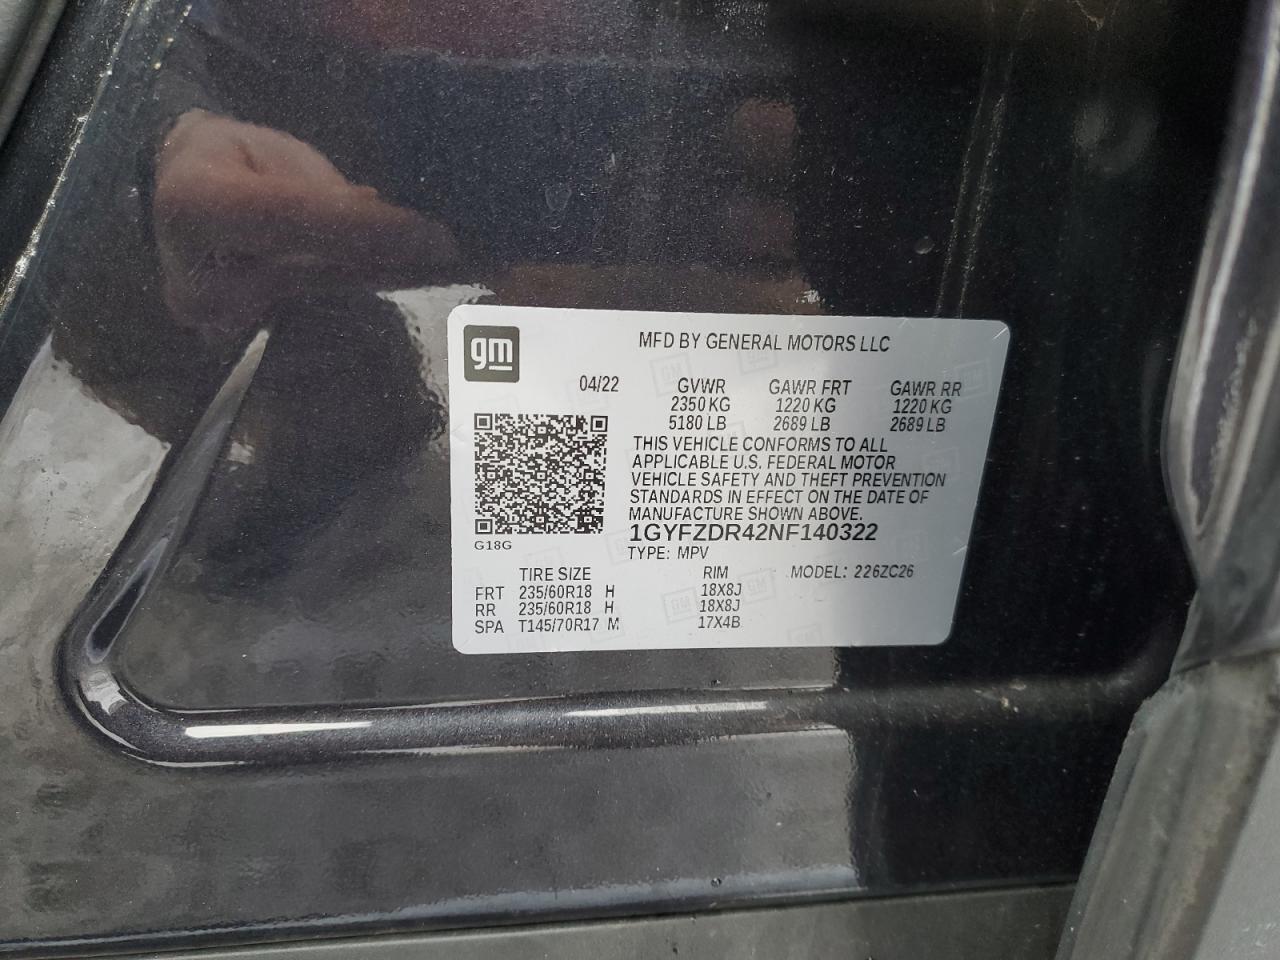 gm
MFD BY GENERAL MOTORS LLC
04/22 GVWR GAWR FRT GAWR RR
2350 KG 1220 KG 1220 KG
5180 LB 2689 LB 2689 LB
THIS VEHICLE CONFORMS TO ALL
APPLICABLE U.S. FEDERAL MOTOR
VEHICLE SAFETY AND THEFT PREVENTION
STANDARDS IN EFFECT ON THE DATE OF
MANUFACTURE SHOWN ABOVE.
1GYFZDR42NF140322
G18G
TYPE: MPV
TIRE SIZE RIM MODEL: 226ZC26
FRT 235/60R18 H 18X8J
RR 235/60R18 H 18X8J
SPA T145/70R17 M 17X4B